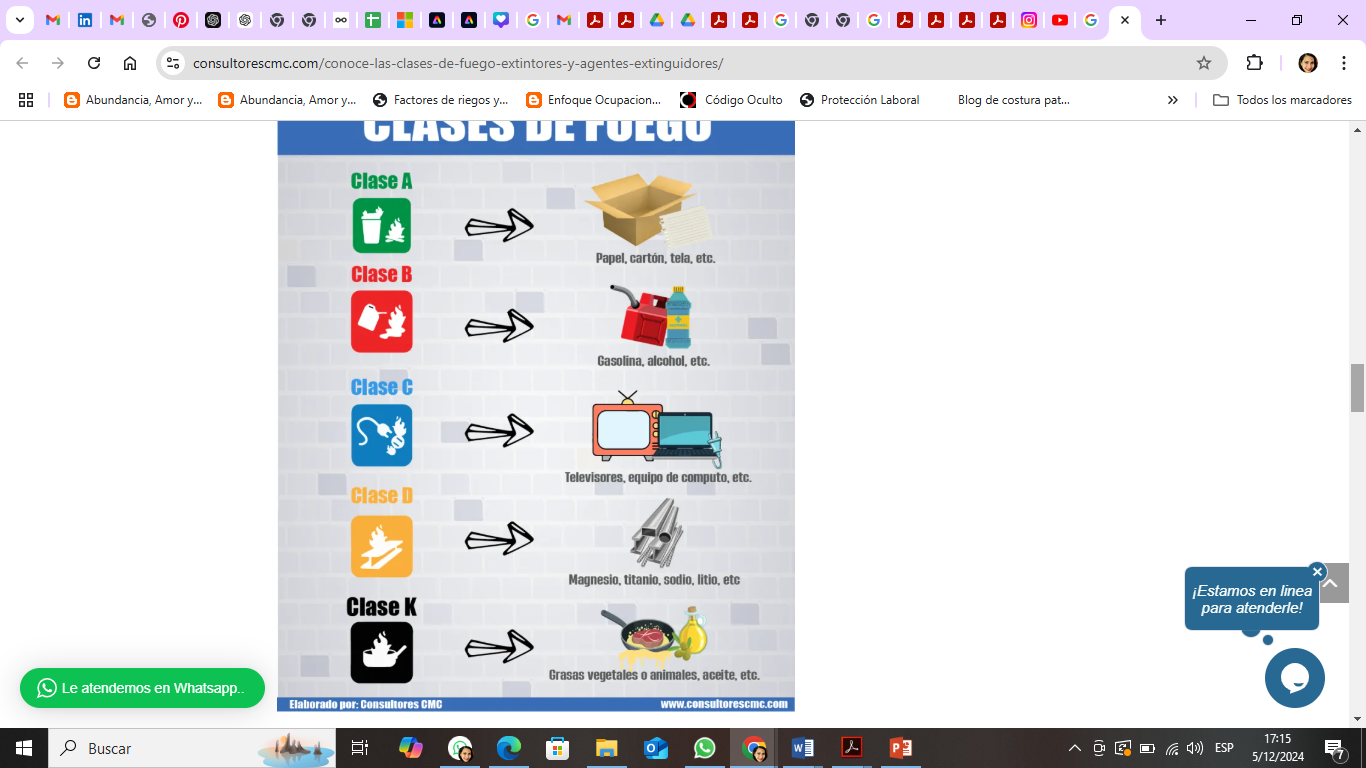 consultorescmc.com/conoce-las-clases-de-fuego-extintores-y-agentes-extinguidores/
Abundancia, Amor y...
Abundancia, Amor y...
Factores de riegos y...
Enfoque Ocupacion...
Código Oculto
Protección Laboral
Blog de costura pat...
»
Todos los marcadores
CLASES DE FUEGO
Clase A
Papel, cartón, tela, etc.
Clase B
Gasolina, alcohol, etc.
Clase C
Televisores, equipo de computo, etc.
Clase D
Magnesio, titanio, sodio, litio, etc
Clase K
Grasas vegetales o animales, aceite, etc.
Elaborado por: Consultores CMC
www.consultorescmc.com
¡Estamos en linea
para atenderle!
Le atendemos en Whatsapp..
Buscar
ESP
17:15
5/12/2024
7